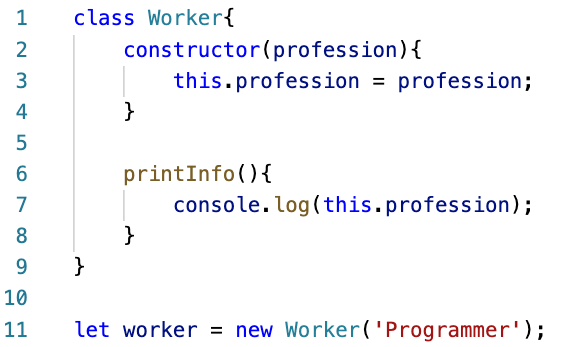 1 class Worker{
2 constructor(profession){
3 this.profession = profession;
4 }
5
6 printInfo(){
7 console.log(this.profession);
8 }
9 }
10
11 let worker = new Worker('Programmer');